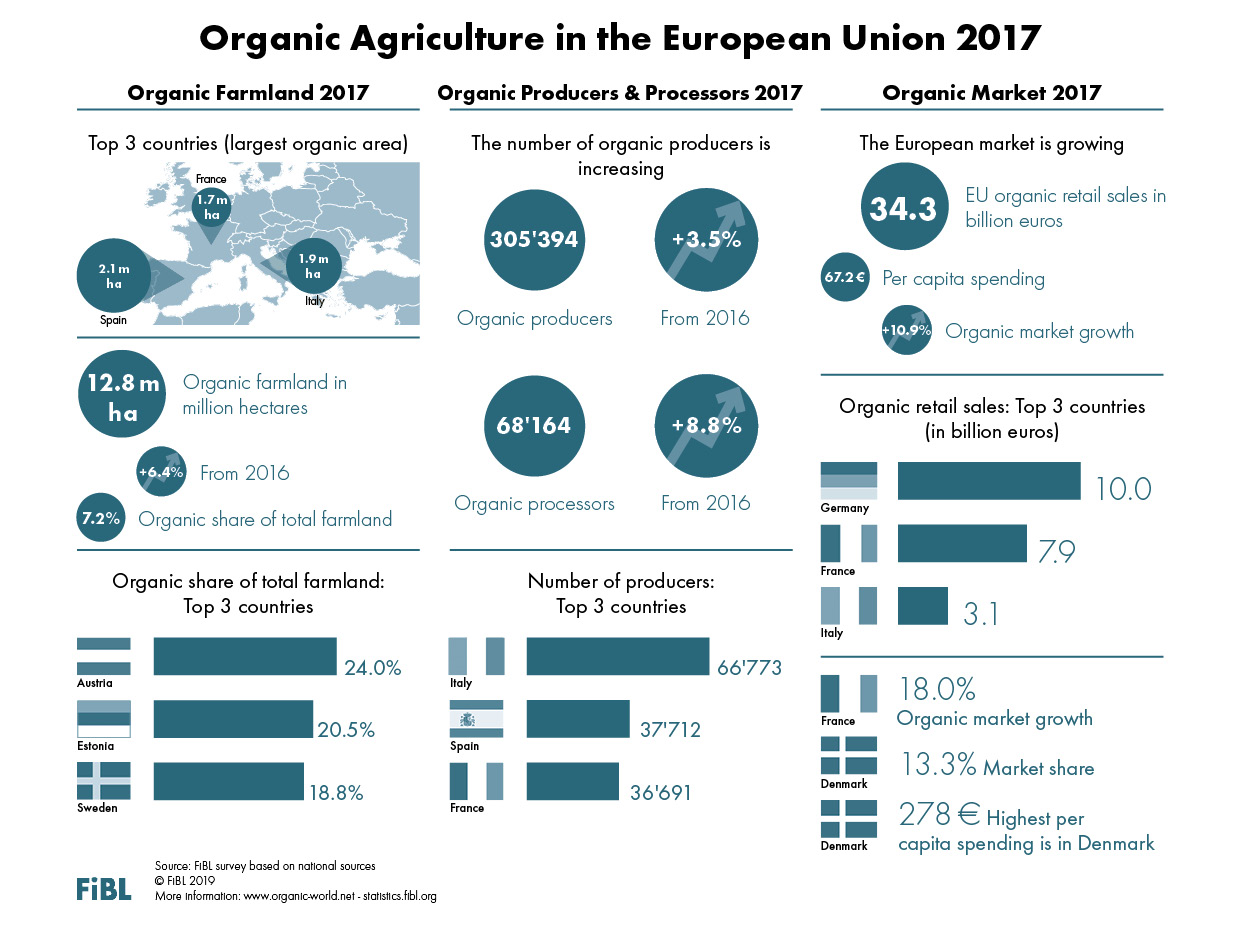 Organic Agriculture in the European Union 2017
Organic Farmland 2017
Top 3 countries (largest organic area)
France
1.7 m
ha
2.1 m
ha
Spain
1.9 m
ha
Italy
12.8 m
ha
Organic farmland in
million hectares
+6.4%
From 2016
7.2%
Organic share of total farmland
Organic share of total farmland:
Top 3 countries
Austria
24.0%
Estonia
20.5%
Sweden
18.8%
Organic Producers & Processors 2017
The number of organic producers is
increasing
305'394
Organic producers
+3.5%
From 2016
68'164
Organic processors
+8.8%
From 2016
Number of producers:
Top 3 countries
Italy
66'773
Spain
37'712
France
36'691
Organic Market 2017
The European market is growing
34.3
EU organic retail sales in
billion euros
67.2 €
Per capita spending
+10.9%
Organic market growth
Organic retail sales: Top 3 countries
(in billion euros)
Germany
10.0
France
7.9
Italy
3.1
France
18.0%
Organic market growth
Denmark
13.3% Market share
Denmark
278 € Highest per
capita spending is in Denmark
FiBL
Source: FiBL survey based on national sources
© FiBL 2019
More information: www.organic-world.net - statistics.fibl.org